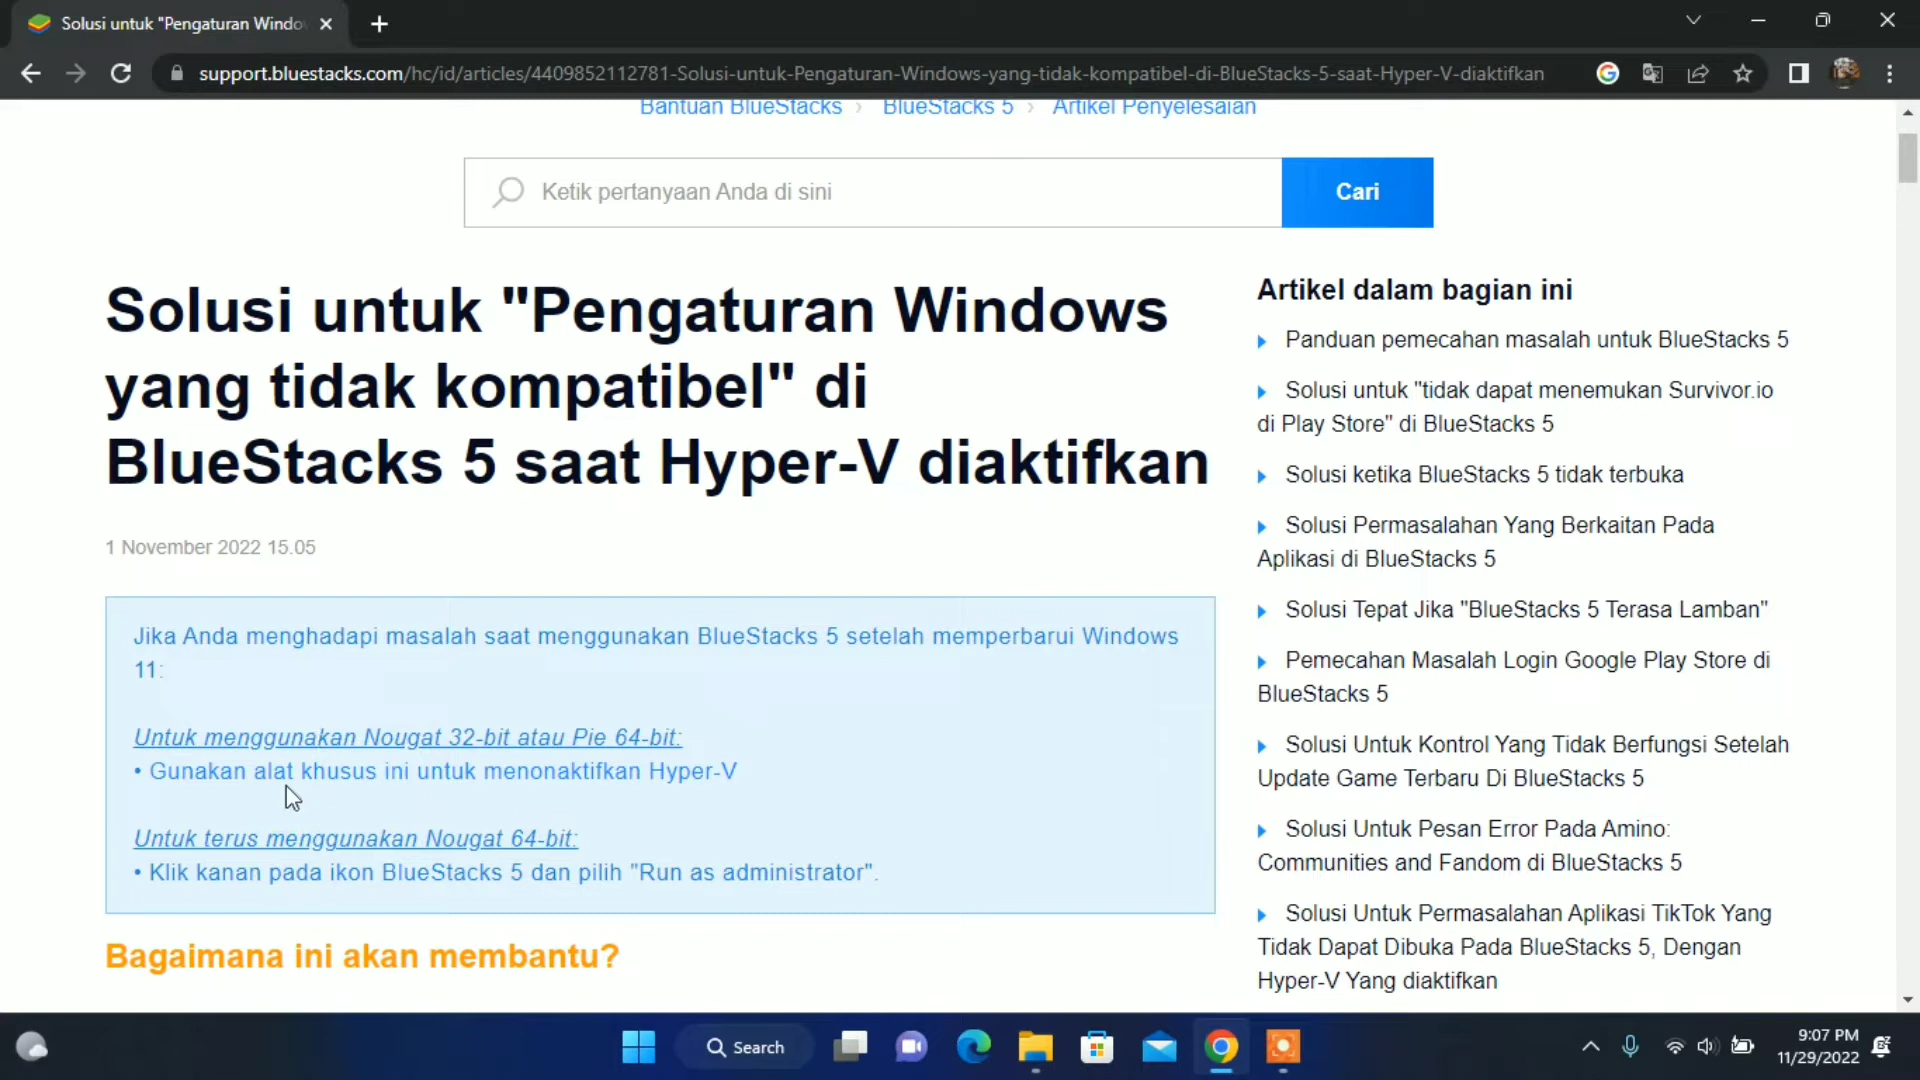 Solusi untuk "Pengaturan Windo
support.bluestacks.com/hc/id/articles/4409852112781-Solusi-untuk-Pengaturan-Windows-yang-tidak-kompatibel-di-BlueStacks-5-saat-Hyper-V-diaktifkan
Bantuan BlueStacks › BlueStacks 5 › Artikel Penyelesaian
Ketik pertanyaan Anda di sini
Cari
Solusi untuk "Pengaturan Windows
yang tidak kompatibel" di
BlueStacks 5 saat Hyper-V diaktifkan
1 November 2022 15.05
Jika Anda menghadapi masalah saat menggunakan BlueStacks 5 setelah memperbarui Windows
11:
Untuk menggunakan Nougat 32-bit atau Pie 64-bit:
• Gunakan alat khusus ini untuk menonaktifkan Hyper-V
Untuk terus menggunakan Nougat 64-bit:
• Klik kanan pada ikon BlueStacks 5 dan pilih "Run as administrator".
Bagaimana ini akan membantu?
Artikel dalam bagian ini
Panduan pemecahan masalah untuk BlueStacks 5
Solusi untuk "tidak dapat menemukan Survivor.io
di Play Store" di BlueStacks 5
Solusi ketika BlueStacks 5 tidak terbuka
Solusi Permasalahan Yang Berkaitan Pada
Aplikasi di BlueStacks 5
Solusi Tepat Jika "BlueStacks 5 Terasa Lamban"
Pemecahan Masalah Login Google Play Store di
BlueStacks 5
Solusi Untuk Kontrol Yang Tidak Berfungsi Setelah
Update Game Terbaru Di BlueStacks 5
Solusi Untuk Pesan Error Pada Amino:
Communities and Fandom di BlueStacks 5
Solusi Untuk Permasalahan Aplikasi TikTok Yang
Tidak Dapat Dibuka Pada BlueStacks 5, Dengan
Hyper-V Yang diaktifkan
Search
9:07 PM
11/29/2022